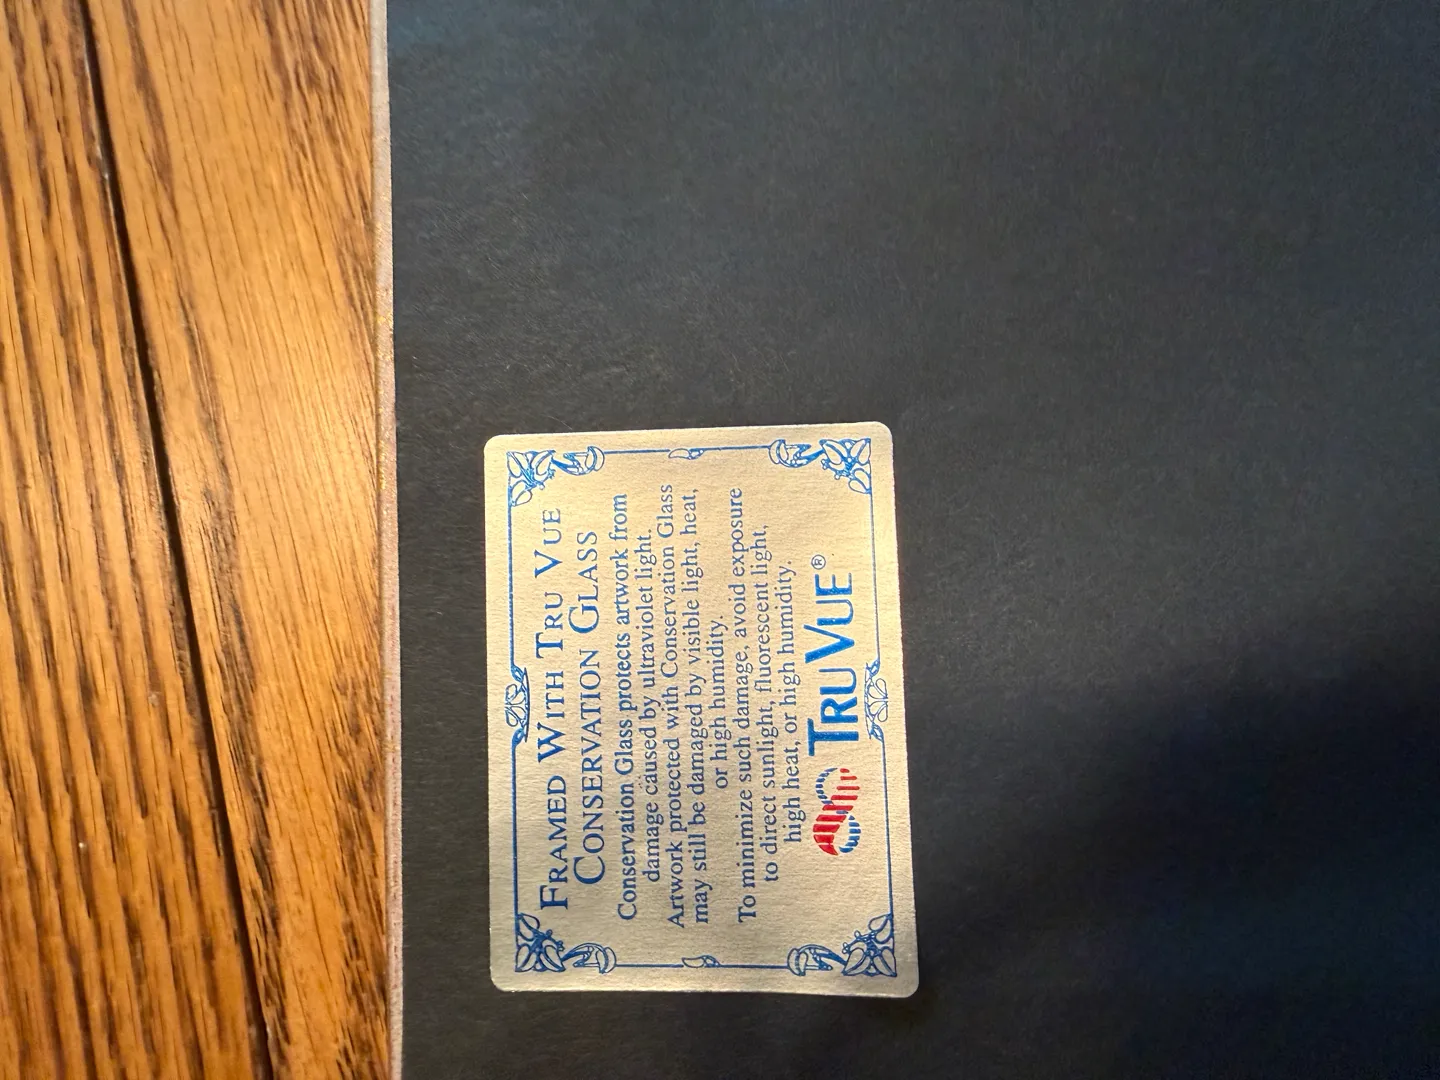 FRAMED WITH TRU VUE
CONSERVATION GLASS
Conservation Glass protects artwork from
damage caused by ultraviolet light.
Artwork protected with Conservation Glass
may still be damaged by visible light, heat,
or high humidity.
To minimize such damage, avoid exposure
to direct sunlight, fluorescent light,
high heat, or high humidity.
TRU VUE®